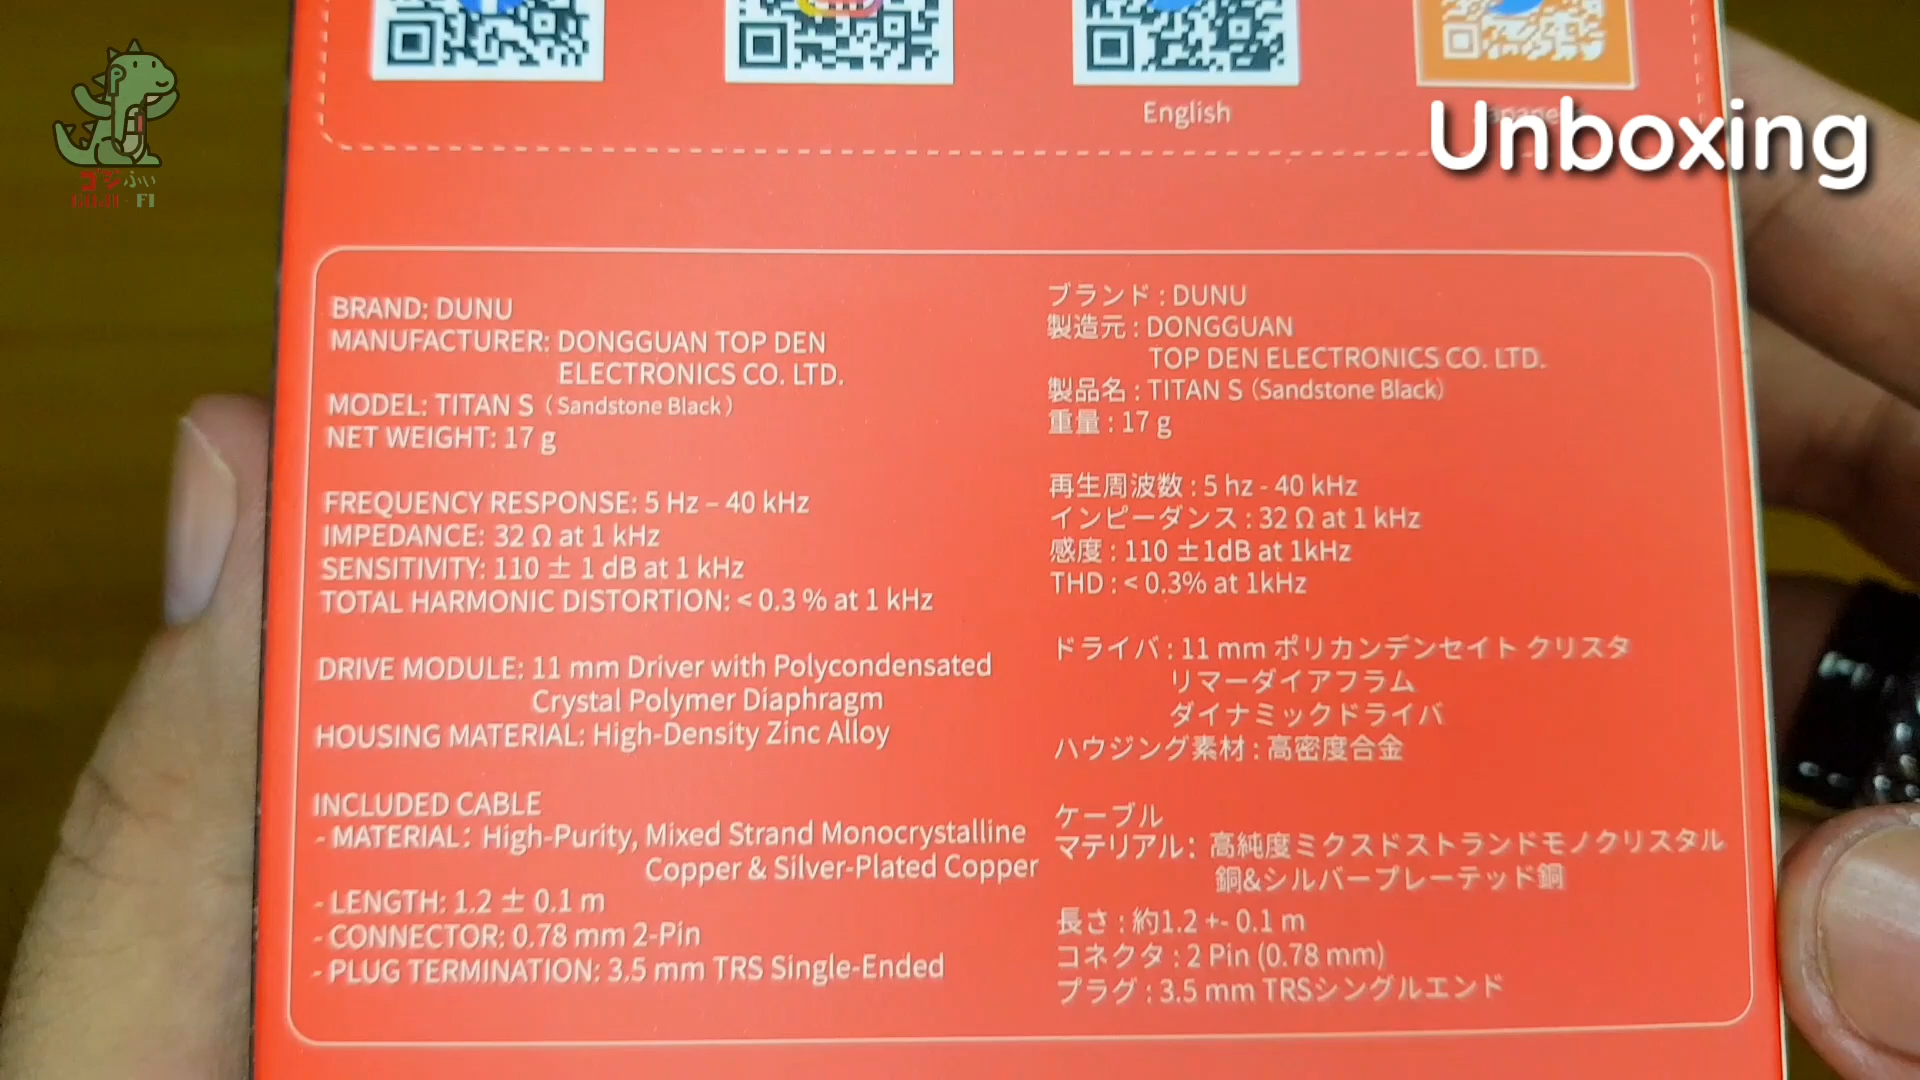 English
Unboxing
ゴジふぃ
BRAND: DUNU
MANUFACTURER: DONGGUAN TOP DEN
ELECTRONICS CO. LTD.
MODEL: TITAN S (Sandstone Black)
NET WEIGHT: 17 g
FREQUENCY RESPONSE: 5 Hz – 40 kHz
IMPEDANCE: 32 Ω at 1 kHz
SENSITIVITY: 110 ± 1 dB at 1 kHz
TOTAL HARMONIC DISTORTION: < 0.3 % at 1 kHz
DRIVE MODULE: 11 mm Driver with Polycondensated
Crystal Polymer Diaphragm
HOUSING MATERIAL: High-Density Zinc Alloy
INCLUDED CABLE
- MATERIAL: High-Purity, Mixed Strand Monocrystalline
Copper & Silver-Plated Copper
- LENGTH: 1.2 ± 0.1 m
- CONNECTOR: 0.78 mm 2-Pin
- PLUG TERMINATION: 3.5 mm TRS Single-Ended
ブランド : DUNU
製造元 : DONGGUAN
TOP DEN ELECTRONICS CO. LTD.
製品名 : TITAN S (Sandstone Black)
重量 : 17 g
再生周波数 : 5 hz - 40 kHz
インピーダンス : 32 Ω at 1 kHz
感度 : 110 ±1dB at 1kHz
THD : < 0.3% at 1kHz
ドライバ : 11 mm ポリカンデンセイト クリスタ
リマーダイアフラム
ダイナミックドライバ
ハウジング素材 : 高密度合金
ケーブル
マテリアル: 高純度ミクスドストランドモノクリスタル
銅&シルバープレーテッド銅
長さ : 約1.2 +- 0.1 m
コネクタ : 2 Pin (0.78 mm)
プラグ : 3.5 mm TRSシングルエンド